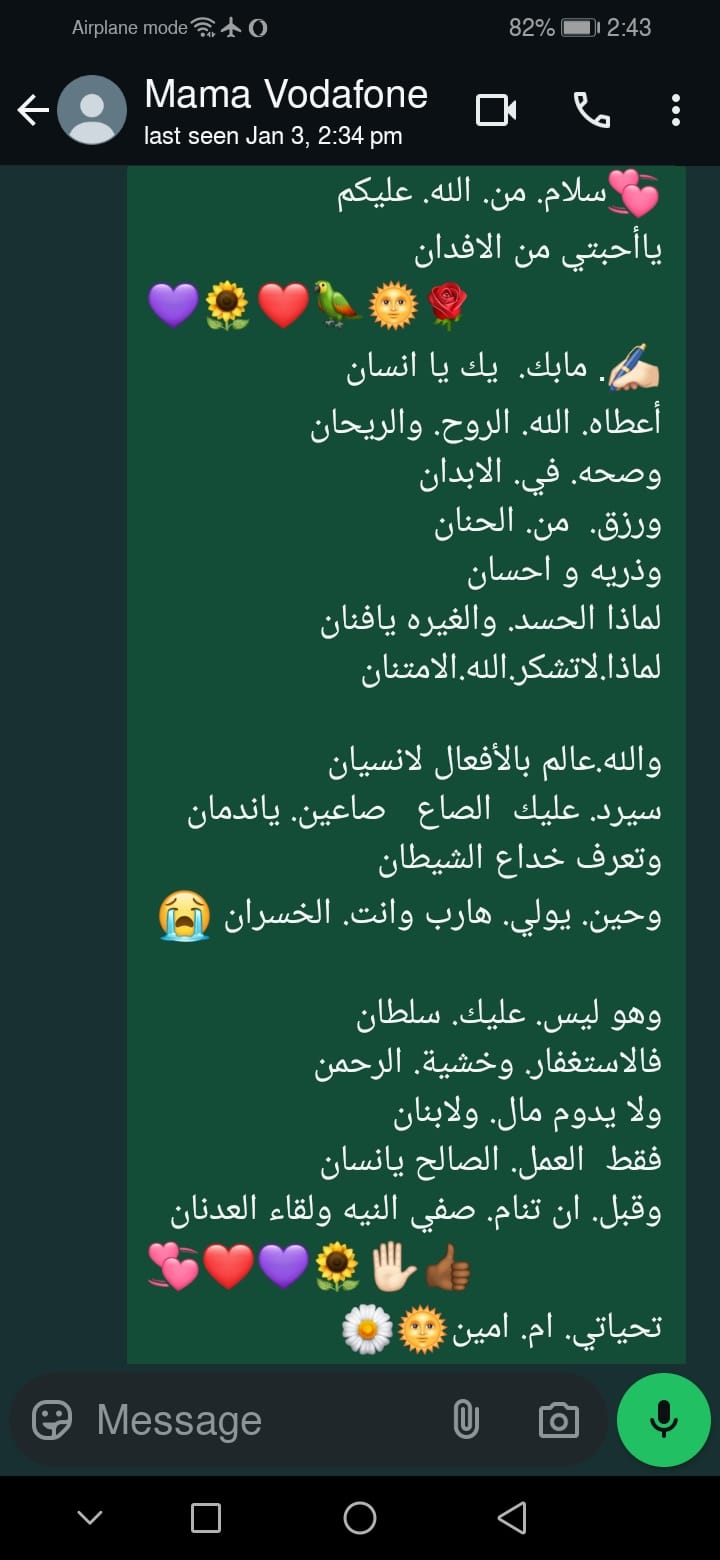 Airplane mode 82% 2:43
Mama Vodafone
last seen Jan 3, 2:34 pm
💞سلام. من. الله. عليكم
ياأحبتي من الافدان
🌹🌞🦜❤️🌻💜
✍🏻. مابك. يك يا انسان
أعطاه. الله. الروح. والريحان
وصحه. في. الابدان
ورزق. من. الحنان
وذريه و احسان
لماذا الحسد. والغيره يافنان
لماذا.لاتشكر.الله.الامتنان
والله.عالم بالأفعال لانسيان
سيرد. عليك الصاع صاعين. ياندمان
وتعرف خداع الشيطان
وحين. يولي. هارب وانت. الخسران 😭
وهو ليس. عليك. سلطان
فالاستغفار. وخشية. الرحمن
ولا يدوم مال. ولابنان
فقط العمل. الصالح يانسان
وقبل. ان تنام. صفي النيه ولقاء العدنان
👍🏾🤚🏻🌻💜❤️💞
تحياتي. ام. امين🌞🌼
Message